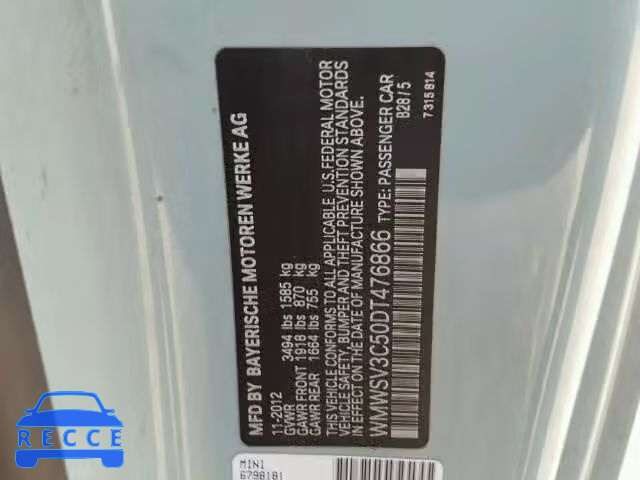 MFD BY BAYERISCHE MOTOREN WERKE AG
11-2012
GVWR 3494 lbs 1585 kg
GAWR FRONT 1918 lbs 870 kg
GAWR REAR 1664 lbs 755 kg
THIS VEHICLE CONFORMS TO ALL APPLICABLE U.S. FEDERAL MOTOR
VEHICLE SAFETY, BUMPER AND THEFT PREVENTION STANDARDS
IN EFFECT ON THE DATE OF MANUFACTURE SHOWN ABOVE.
WMWSV3C50DT476866 TYPE: PASSENGER CAR
B28 / 5
7 315 814
MINI
6798181
RECCE